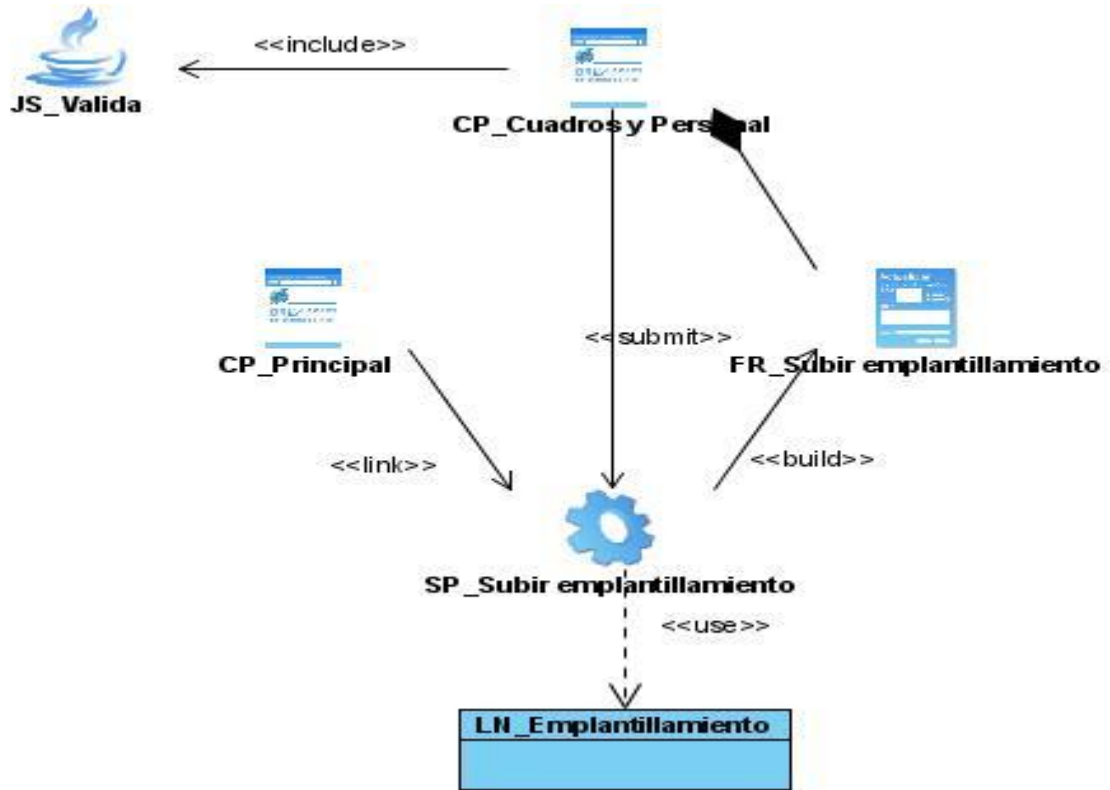 <<include>>
JS_Valida
CP_Cuadros y Personal
CP_Principal
<<submit>>
FR_Subir emplantillamiento
<<link>>
<<build>>
SP_Subir emplantillamiento
<<use>>
LN_Emplantillamiento